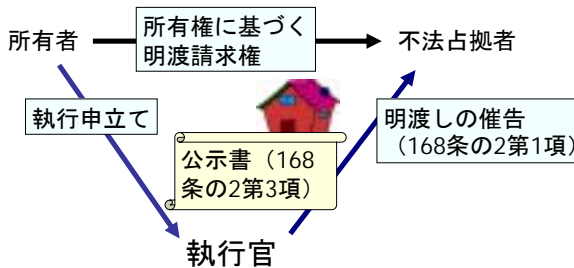 所有権に基づく
明渡請求権
所有者
不法占拠者
執行申立て
明渡しの催告
（168条の2第1項）
公示書（168
条の2第3項）
執行官